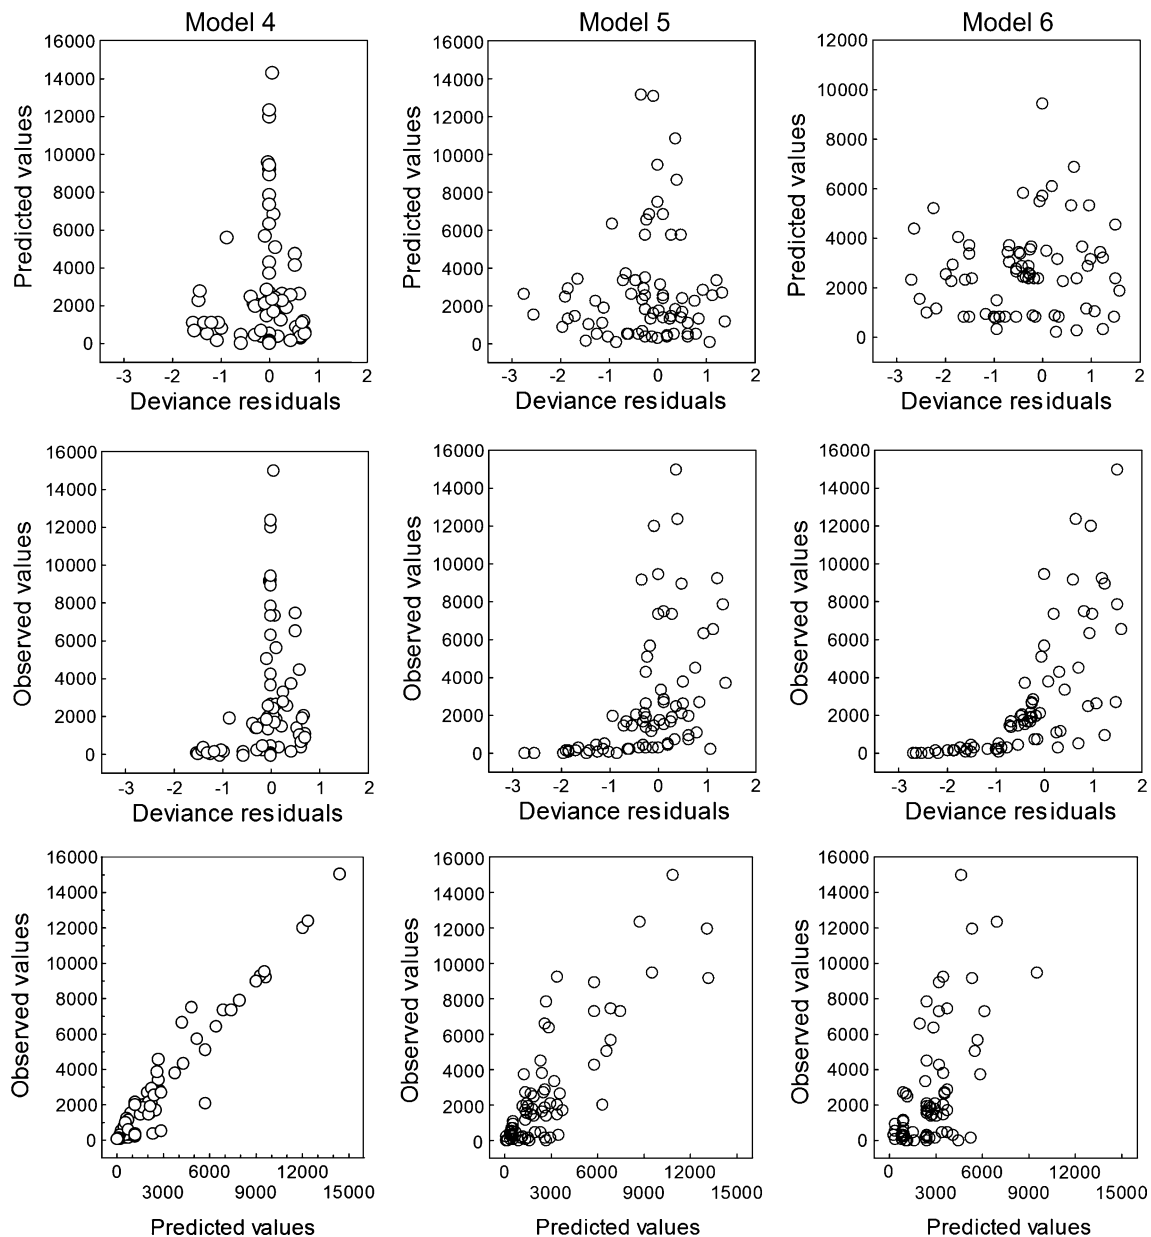 Model 4 Model 5 Model 6
16000 16000 12000
14000 14000 10000
12000 12000 8000
10000 10000 6000
8000 8000 4000
6000 6000 2000
4000 4000 0
2000 2000
0 0
Predicted values Predicted values Predicted values
-3 -2 -1 0 1 2 -3 -2 -1 0 1 2 -3 -2 -1 0 1 2
Deviance residuals Deviance residuals Deviance residuals
16000 16000 16000
14000 14000 14000
12000 12000 12000
10000 10000 10000
8000 8000 8000
6000 6000 6000
4000 4000 4000
2000 2000 2000
0 0 0
Observed values Observed values Observed values
-3 -2 -1 0 1 2 -3 -2 -1 0 1 2 -3 -2 -1 0 1 2
Deviance residuals Deviance residuals Deviance residuals
16000 16000 16000
14000 14000 14000
12000 12000 12000
10000 10000 10000
8000 8000 8000
6000 6000 6000
4000 4000 4000
2000 2000 2000
0 0 0
Observed values Observed values Observed values
0 6000 12000 0 6000 12000 0 6000 12000
3000 9000 15000 3000 9000 15000 3000 9000 15000
Predicted values Predicted values Predicted values